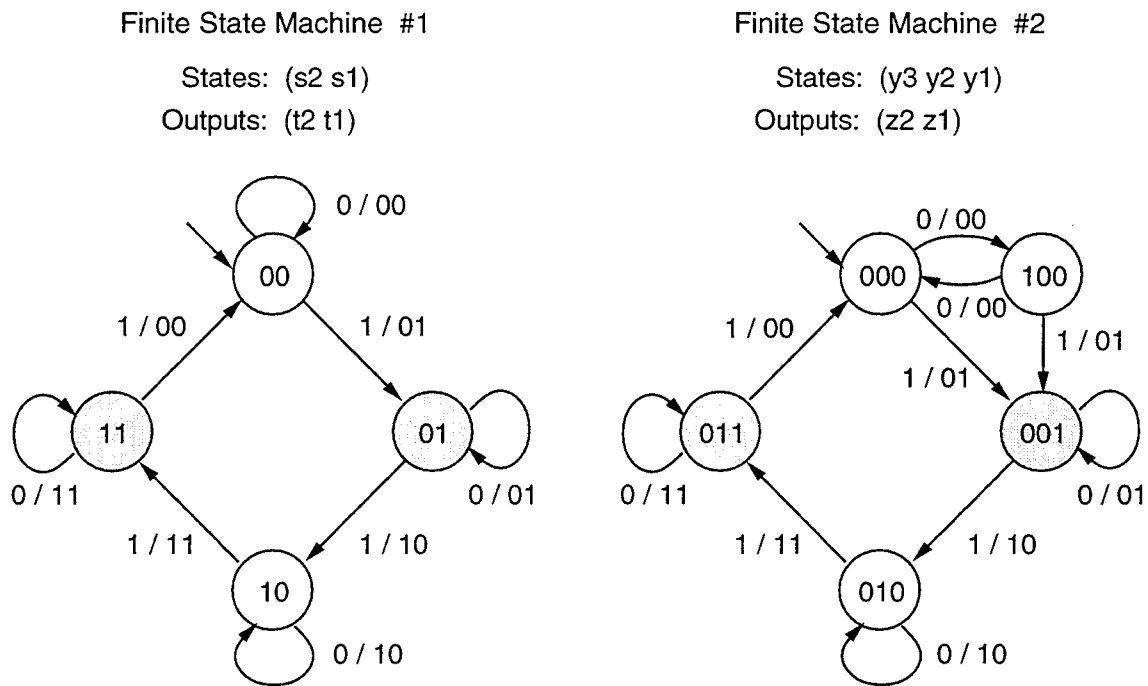 Finite State Machine #1
States: (s2 s1)
Outputs: (t2 t1)
0 / 00
00
1 / 00
1 / 01
11
01
0 / 11
0 / 01
1 / 11
1 / 10
10
0 / 10
Finite State Machine #2
States: (y3 y2 y1)
Outputs: (z2 z1)
0 / 00
000
100
0 / 00
1 / 00
1 / 01
1 / 01
011
001
0 / 11
0 / 01
1 / 11
1 / 10
010
0 / 10